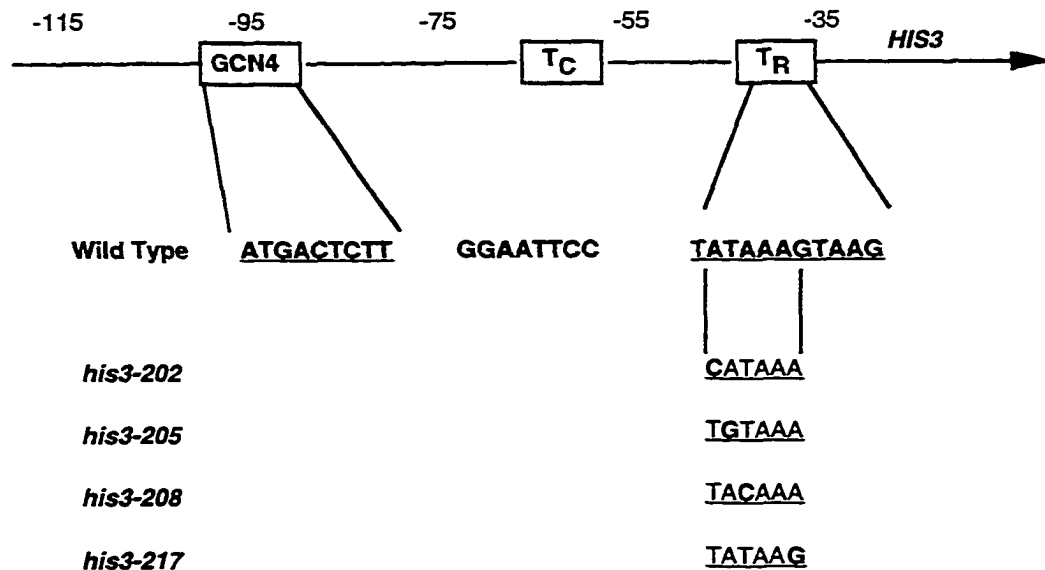 -115 -95 -75 -55 -35
GCN4 TC TR HIS3
Wild Type ATGACTCTT GGAATTCC TATAAAGTAAG
his3-202 CATAAA
his3-205 TGTAAA
his3-208 TACAAA
his3-217 TATAAG